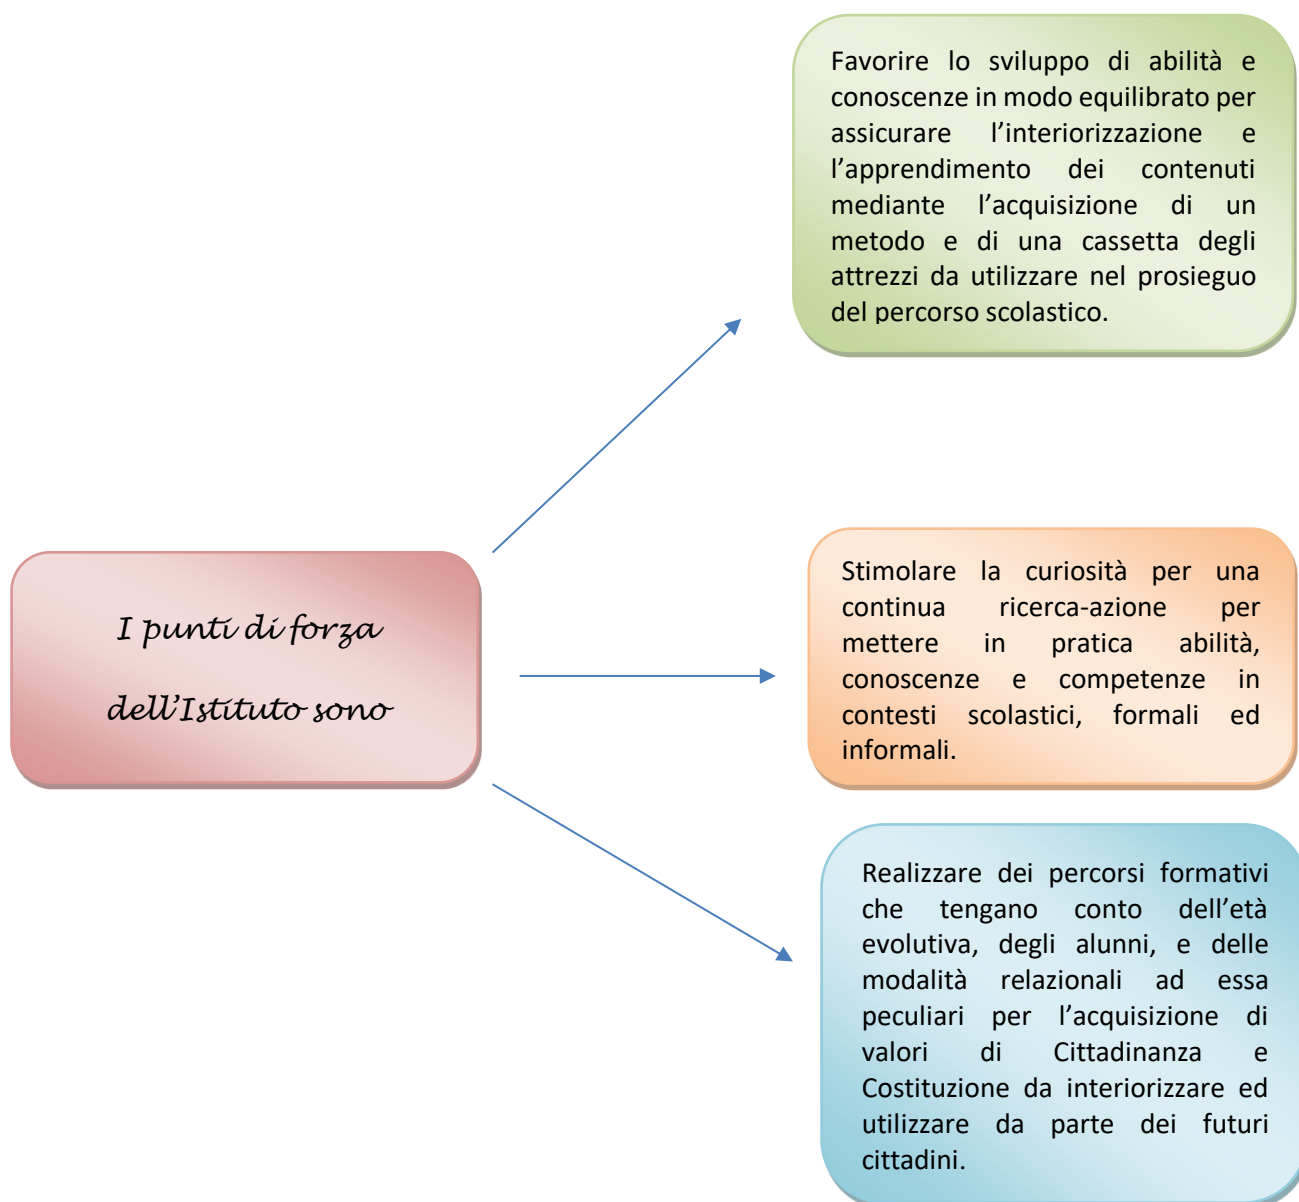 Favorire lo sviluppo di abilità e
conoscenze in modo equilibrato per
assicurare l’interiorizzazione e
l’apprendimento dei contenuti
mediante l’acquisizione di un
metodo e di una cassetta degli
attrezzi da utilizzare nel prosieguo
del percorso scolastico.
I punti di forza
dell’Istituto sono
Stimolare la curiosità per una
continua ricerca-azione per
mettere in pratica abilità,
conoscenze e competenze in
contesti scolastici, formali ed
informali.
Realizzare dei percorsi formativi
che tengano conto dell’età
evolutiva, degli alunni, e delle
modalità relazionali ad essa
peculiari per l’acquisizione di
valori di Cittadinanza e
Costituzione da interiorizzare ed
utilizzare da parte dei futuri
cittadini.